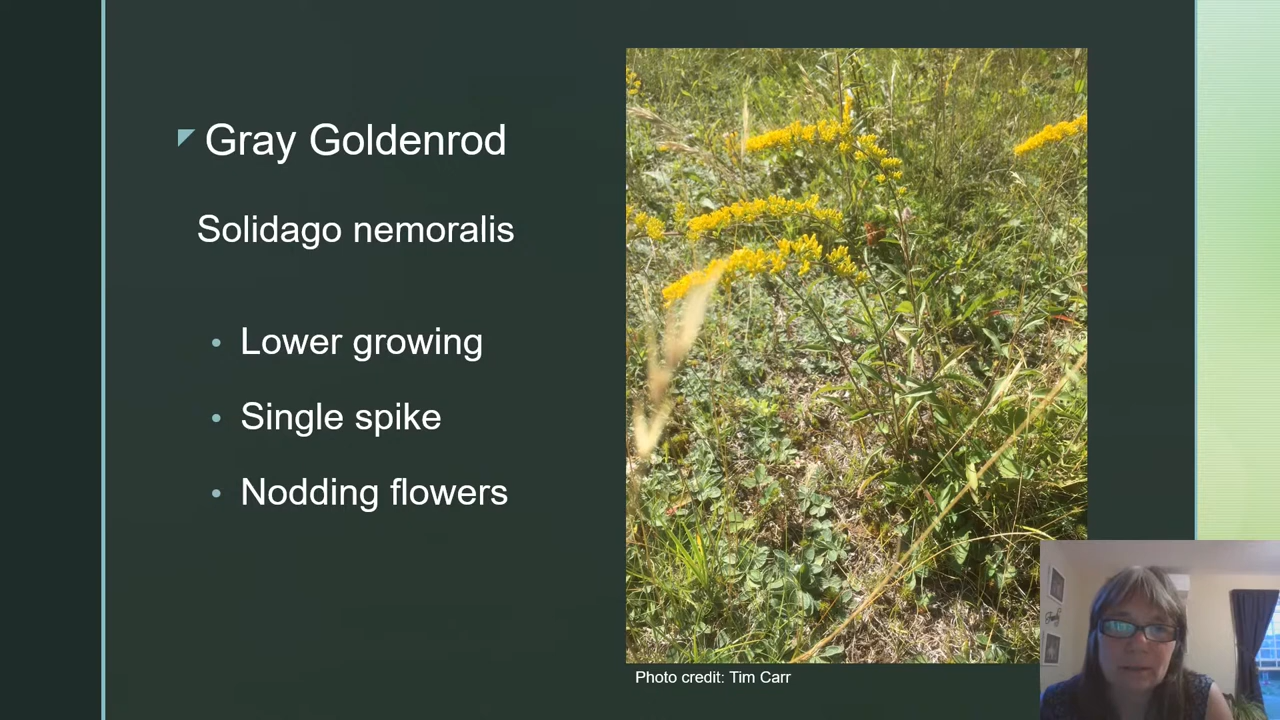 Gray Goldenrod
Solidago nemoralis
• Lower growing
• Single spike
• Nodding flowers
Photo credit: Tim Carr